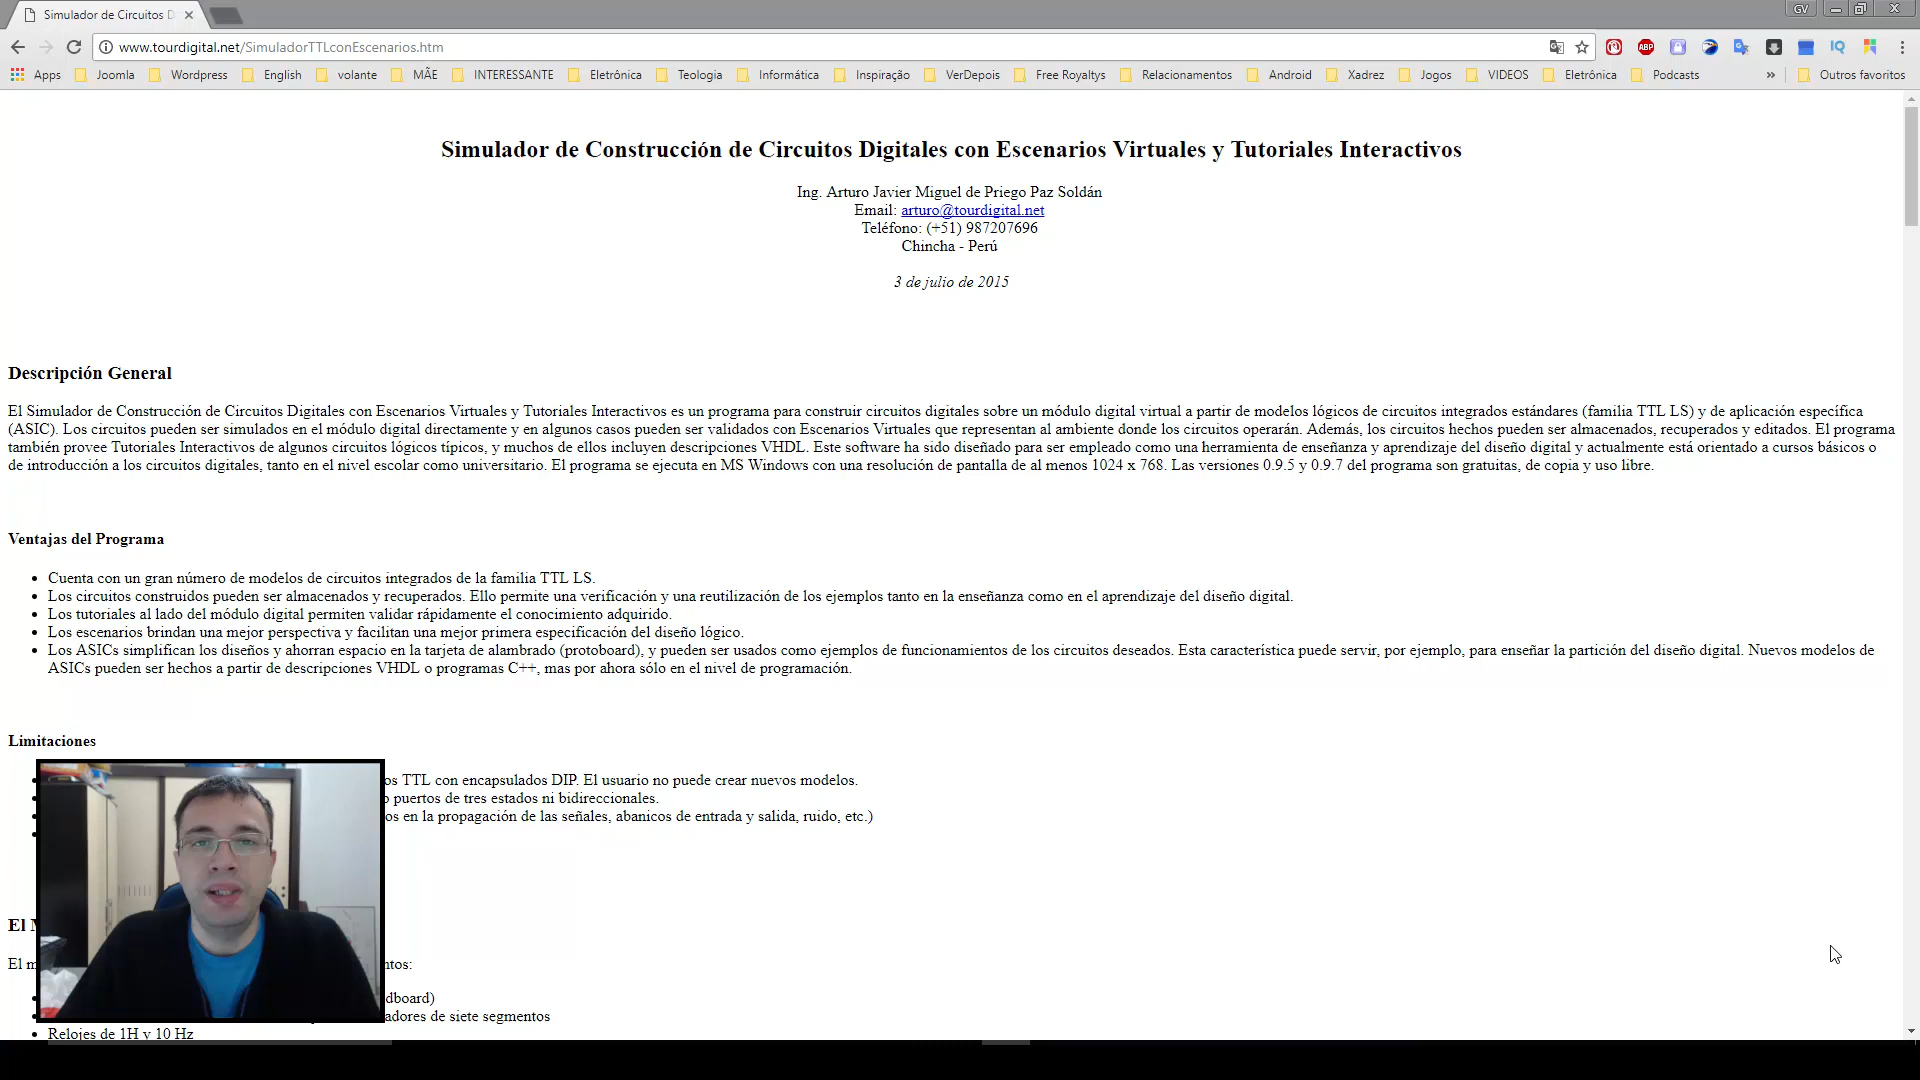 Simulador de Circuitos D
GV
www.tourdigital.net/SimuladorTTLconEscenarios.htm
ABP
IQ
Apps Joomla Wordpress English volante MÃE INTERESSANTE Eletrônica Teologia Informática Inspiração VerDepois Free Royaltys Relacionamentos Android Xadrez Jogos VIDEOS Eletrônica Podcasts » Outros favoritos
Simulador de Construcción de Circuitos Digitales con Escenarios Virtuales y Tutoriales Interactivos
Ing. Arturo Javier Miguel de Priego Paz Soldán
Email: arturo@tourdigital.net
Teléfono: (+51) 987207696
Chincha - Perú
3 de julio de 2015
Descripción General
El Simulador de Construcción de Circuitos Digitales con Escenarios Virtuales y Tutoriales Interactivos es un programa para construir circuitos digitales sobre un módulo digital virtual a partir de modelos lógicos de circuitos integrados estándares (familia TTL LS) y de aplicación específica
(ASIC). Los circuitos pueden ser simulados en el módulo digital directamente y en algunos casos pueden ser validados con Escenarios Virtuales que representan al ambiente donde los circuitos operarán. Además, los circuitos hechos pueden ser almacenados, recuperados y editados. El programa
también provee Tutoriales Interactivos de algunos circuitos lógicos típicos, y muchos de ellos incluyen descripciones VHDL. Este software ha sido diseñado para ser empleado como una herramienta de enseñanza y aprendizaje del diseño digital y actualmente está orientado a cursos básicos o
de introducción a los circuitos digitales, tanto en el nivel escolar como universitario. El programa se ejecuta en MS Windows con una resolución de pantalla de al menos 1024 x 768. Las versiones 0.9.5 y 0.9.7 del programa son gratuitas, de copia y uso libre.
Ventajas del Programa
Cuenta con un gran número de modelos de circuitos integrados de la familia TTL LS.
Los circuitos construidos pueden ser almacenados y recuperados. Ello permite una verificación y una reutilización de los ejemplos tanto en la enseñanza como en el aprendizaje del diseño digital.
Los tutoriales al lado del módulo digital permiten validar rápidamente el conocimiento adquirido.
Los escenarios brindan una mejor perspectiva y facilitan una mejor primera especificación del diseño lógico.
Los ASICs simplifican los diseños y ahorran espacio en la tarjeta de alambrado (protoboard), y pueden ser usados como ejemplos de funcionamientos de los circuitos deseados. Esta característica puede servir, por ejemplo, para enseñar la partición del diseño digital. Nuevos modelos de
ASICs pueden ser hechos a partir de descripciones VHDL o programas C++, mas por ahora sólo en el nivel de programación.
Limitaciones
os TTL con encapsulados DIP. El usuario no puede crear nuevos modelos.
o puertos de tres estados ni bidireccionales.
os en la propagación de las señales, abanicos de entrada y salida, ruido, etc.)
El
El m
ntos:
dboard)
adores de siete segmentos
Relojes de 1H y 10 Hz